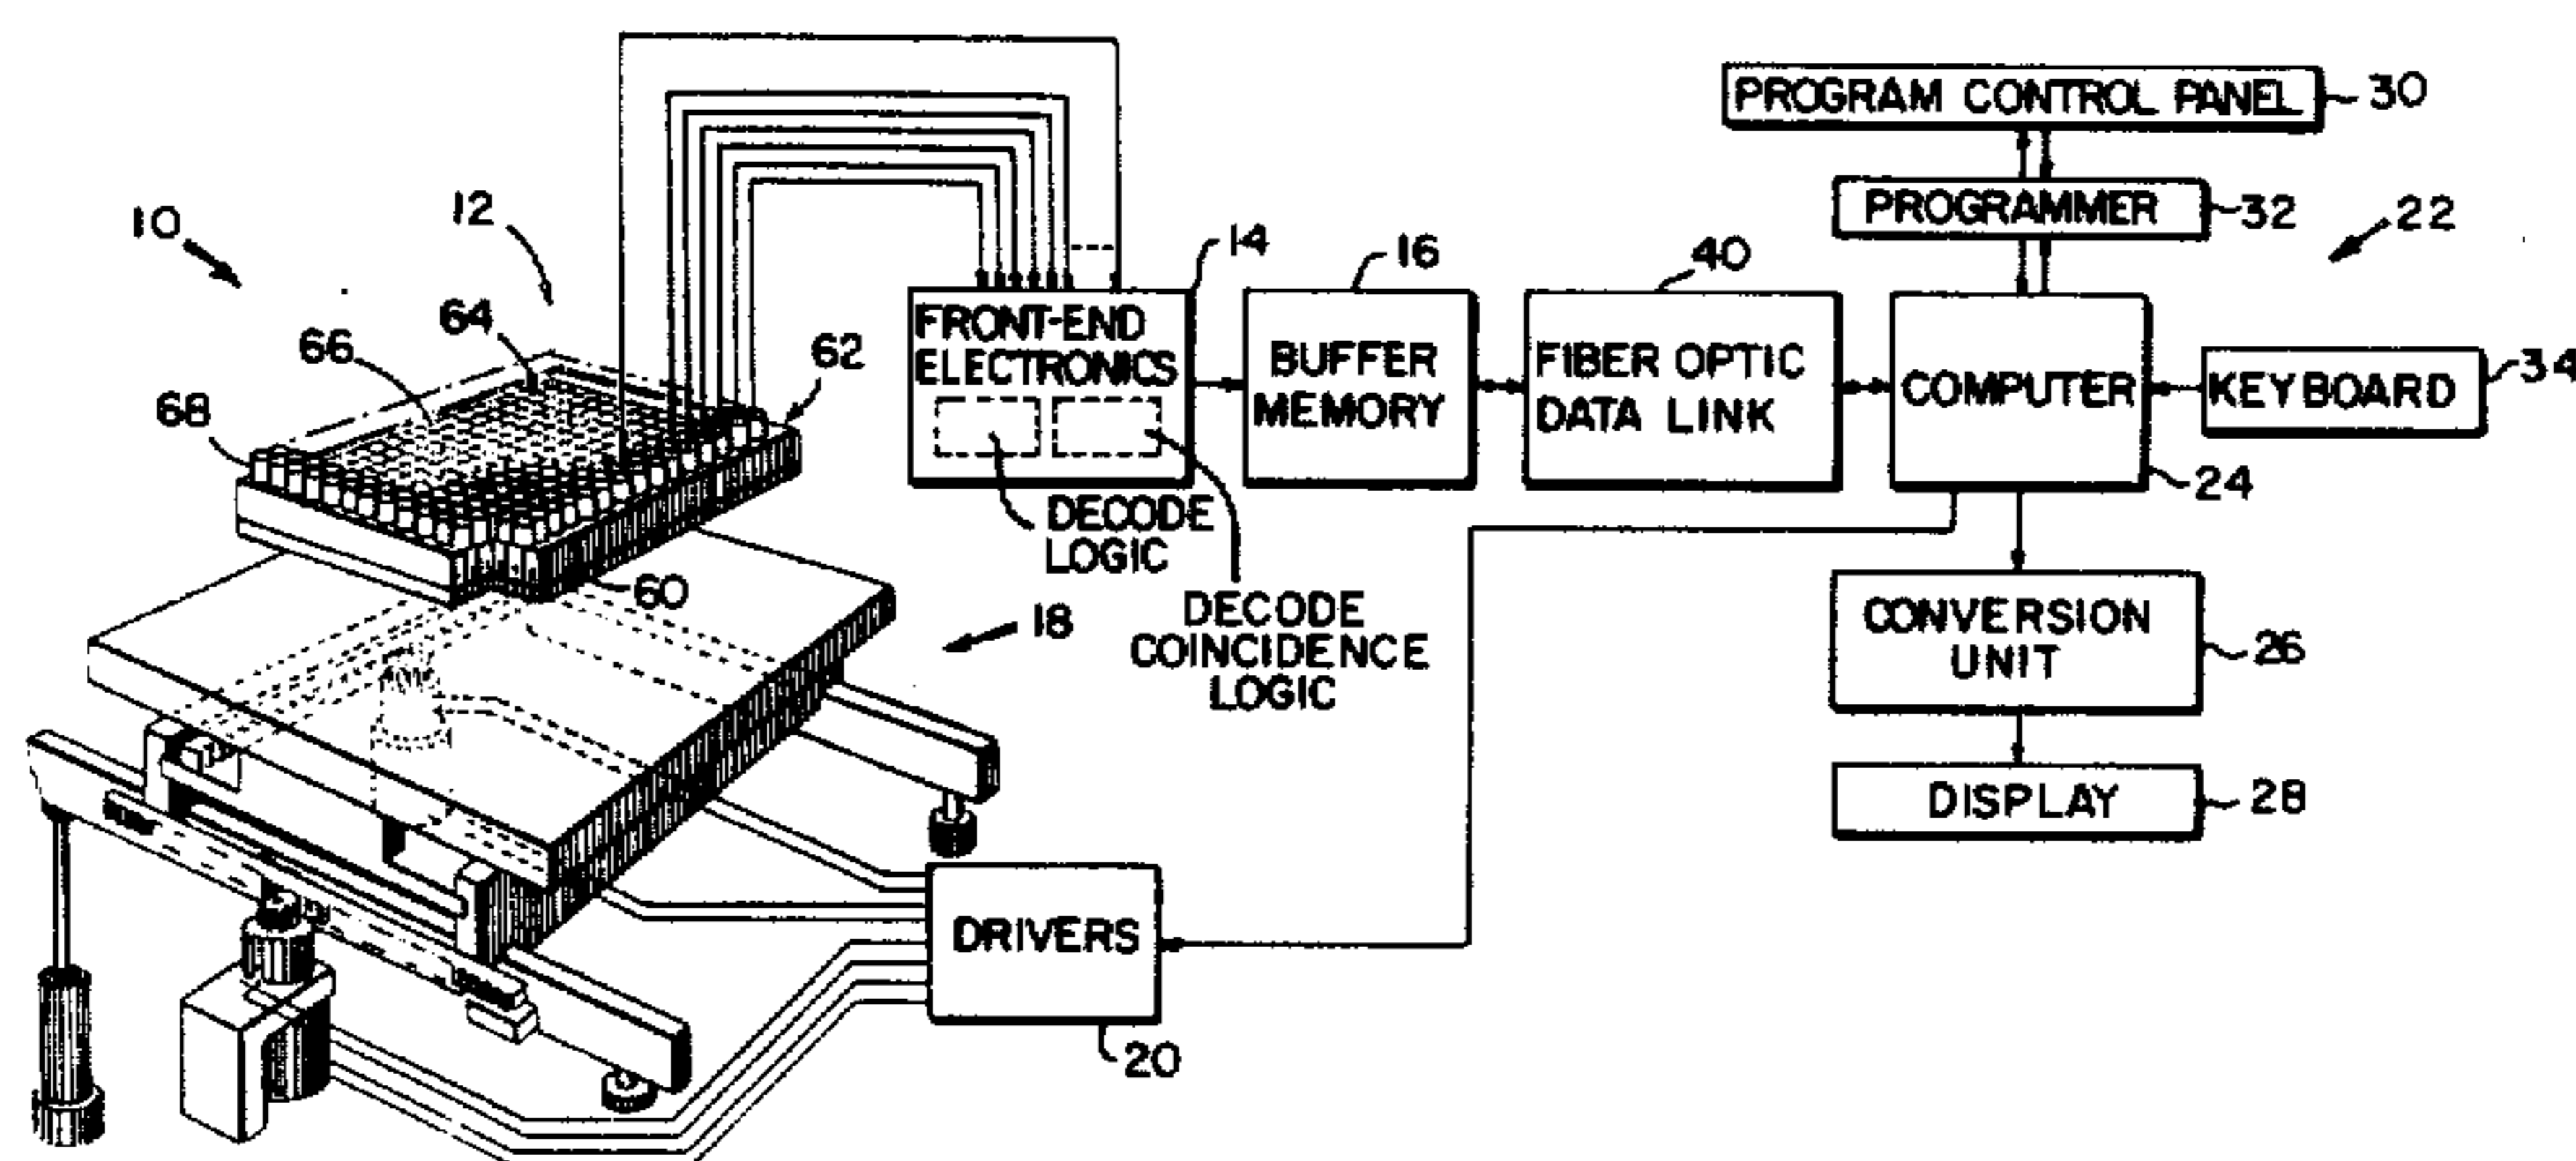 PROGRAM CONTROL PANEL
30
PROGRAMMER
32
22
10
12
14
16
40
64
66
62
68
FRONT-END
ELECTRONICS
BUFFER
MEMORY
FIBER OPTIC
DATA LINK
COMPUTER
KEYBOARD
34
24
DECODE
LOGIC
60
18
DECODE
COINCIDENCE
LOGIC
CONVERSION
UNIT
26
DISPLAY
28
DRIVERS
20